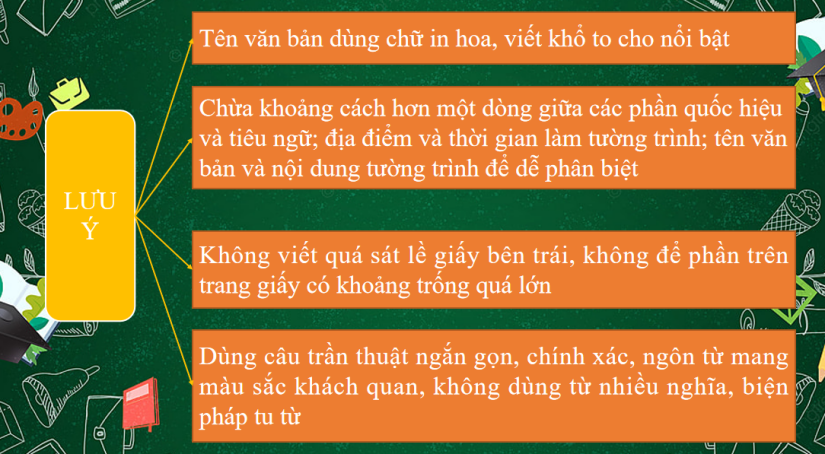 LƯU
Ý
Tên văn bản dùng chữ in hoa, viết khổ to cho nổi bật
Chừa khoảng cách hơn một dòng giữa các phần quốc hiệu
và tiêu ngữ; địa điểm và thời gian làm tường trình; tên văn
bản và nội dung tường trình để dễ phân biệt
Không viết quá sát lề giấy bên trái, không để phần trên
trang giấy có khoảng trống quá lớn
Dùng câu trần thuật ngắn gọn, chính xác, ngôn từ mang
màu sắc khách quan, không dùng từ nhiều nghĩa, biện
pháp tu từ